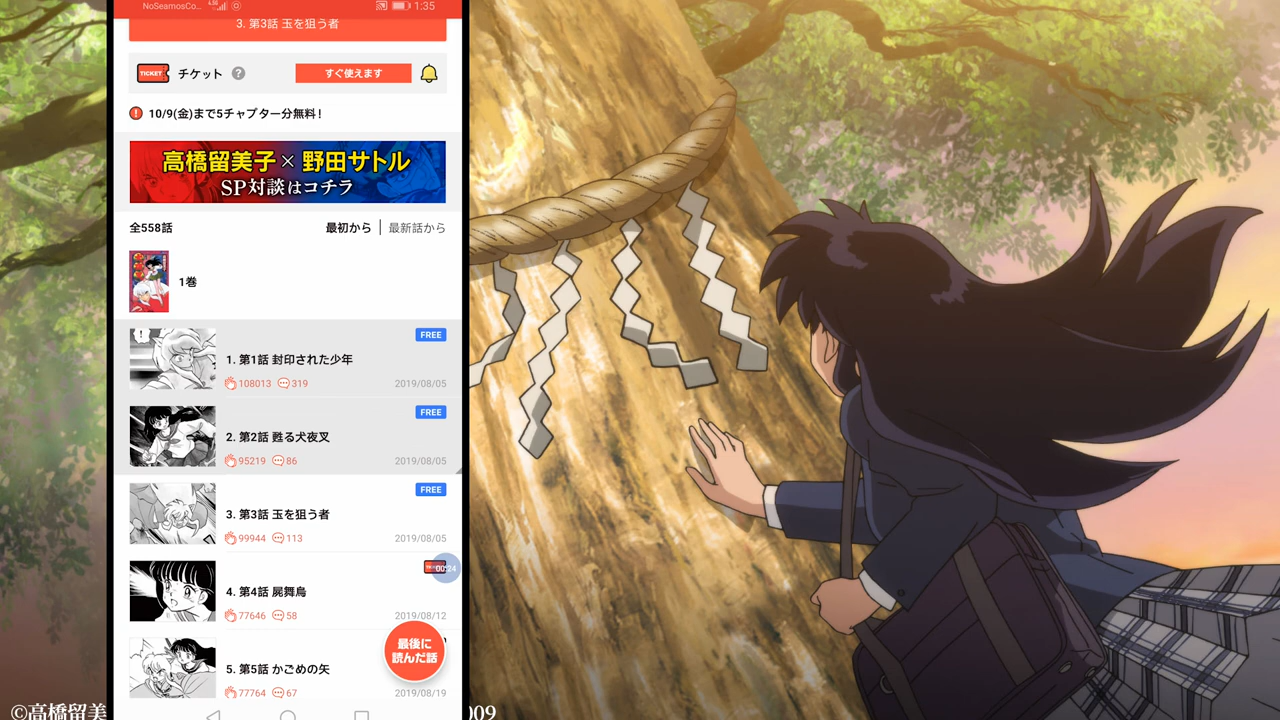 NoSeamosCo...
1:35
3. 第3話 玉を狙う者
TICKET チケット ? すぐ使えます
! 10/9(金)まで5チャプター分無料!
高橋留美子×野田サトル
SP対談はコチラ
全558話 最初から | 最新話から
1巻
FREE
1. 第1話 封印された少年
108013 319 2019/08/05
FREE
2. 第2話 甦る犬夜叉
95219 86 2019/08/05
FREE
3. 第3話 玉を狙う者
99944 113 2019/08/05
00:24
4. 第4話 屍舞烏
77646 58 2019/08/12
最後に
読んだ話
5. 第5話 かごめの矢
77764 67 2019/08/19
©高橋留美
009